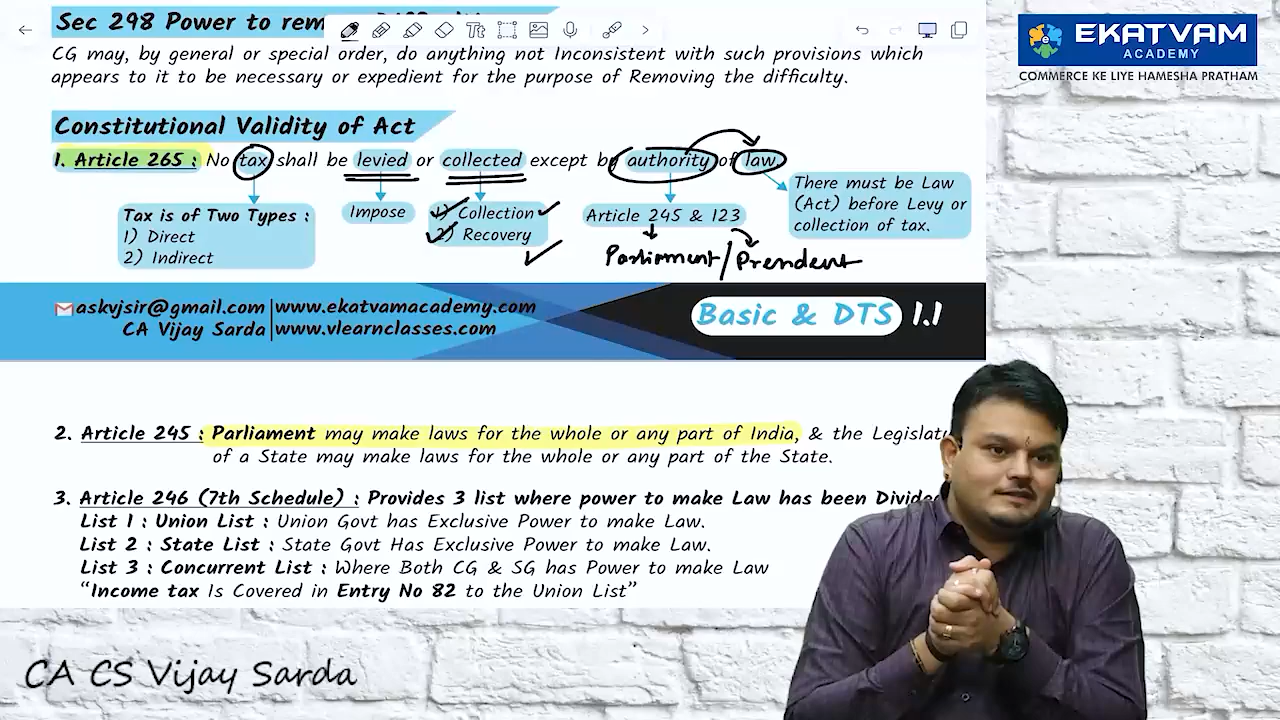 Sec 298 Power to rem
CG may, by general or special order, do anything not Inconsistent with such provisions which
appears to it to be necessary or expedient for the purpose of Removing the difficulty.
Constitutional Validity of Act
1. Article 265 : No tax shall be levied or collected except by authority of law
Tax is of Two Types :
1) Direct
2) Indirect
Impose
1) Collection
2) Recovery
Article 245 & 123
There must be Law
(Act) before Levy or
collection of tax.
askvjsir@gmail.com | www.ekatvamacademy.com
CA Vijay Sarda | www.vlearnclasses.com
Basic & DTS 1.1
2. Article 245 : Parliament may make laws for the whole or any part of India, & the Legislatu
of a State may make laws for the whole or any part of the State.
3. Article 246 (7th Schedule) : Provides 3 list where power to make Law has been Divide
List 1 : Union List : Union Govt has Exclusive Power to make Law.
List 2 : State List : State Govt Has Exclusive Power to make Law.
List 3 : Concurrent List : Where Both CG & SG has Power to make Law
“Income tax Is Covered in Entry No 82 to the Union List”
CA CS Vijay Sarda
EKATVAM
ACADEMY
COMMERCE KE LIYE HAMESHA PRATHAM